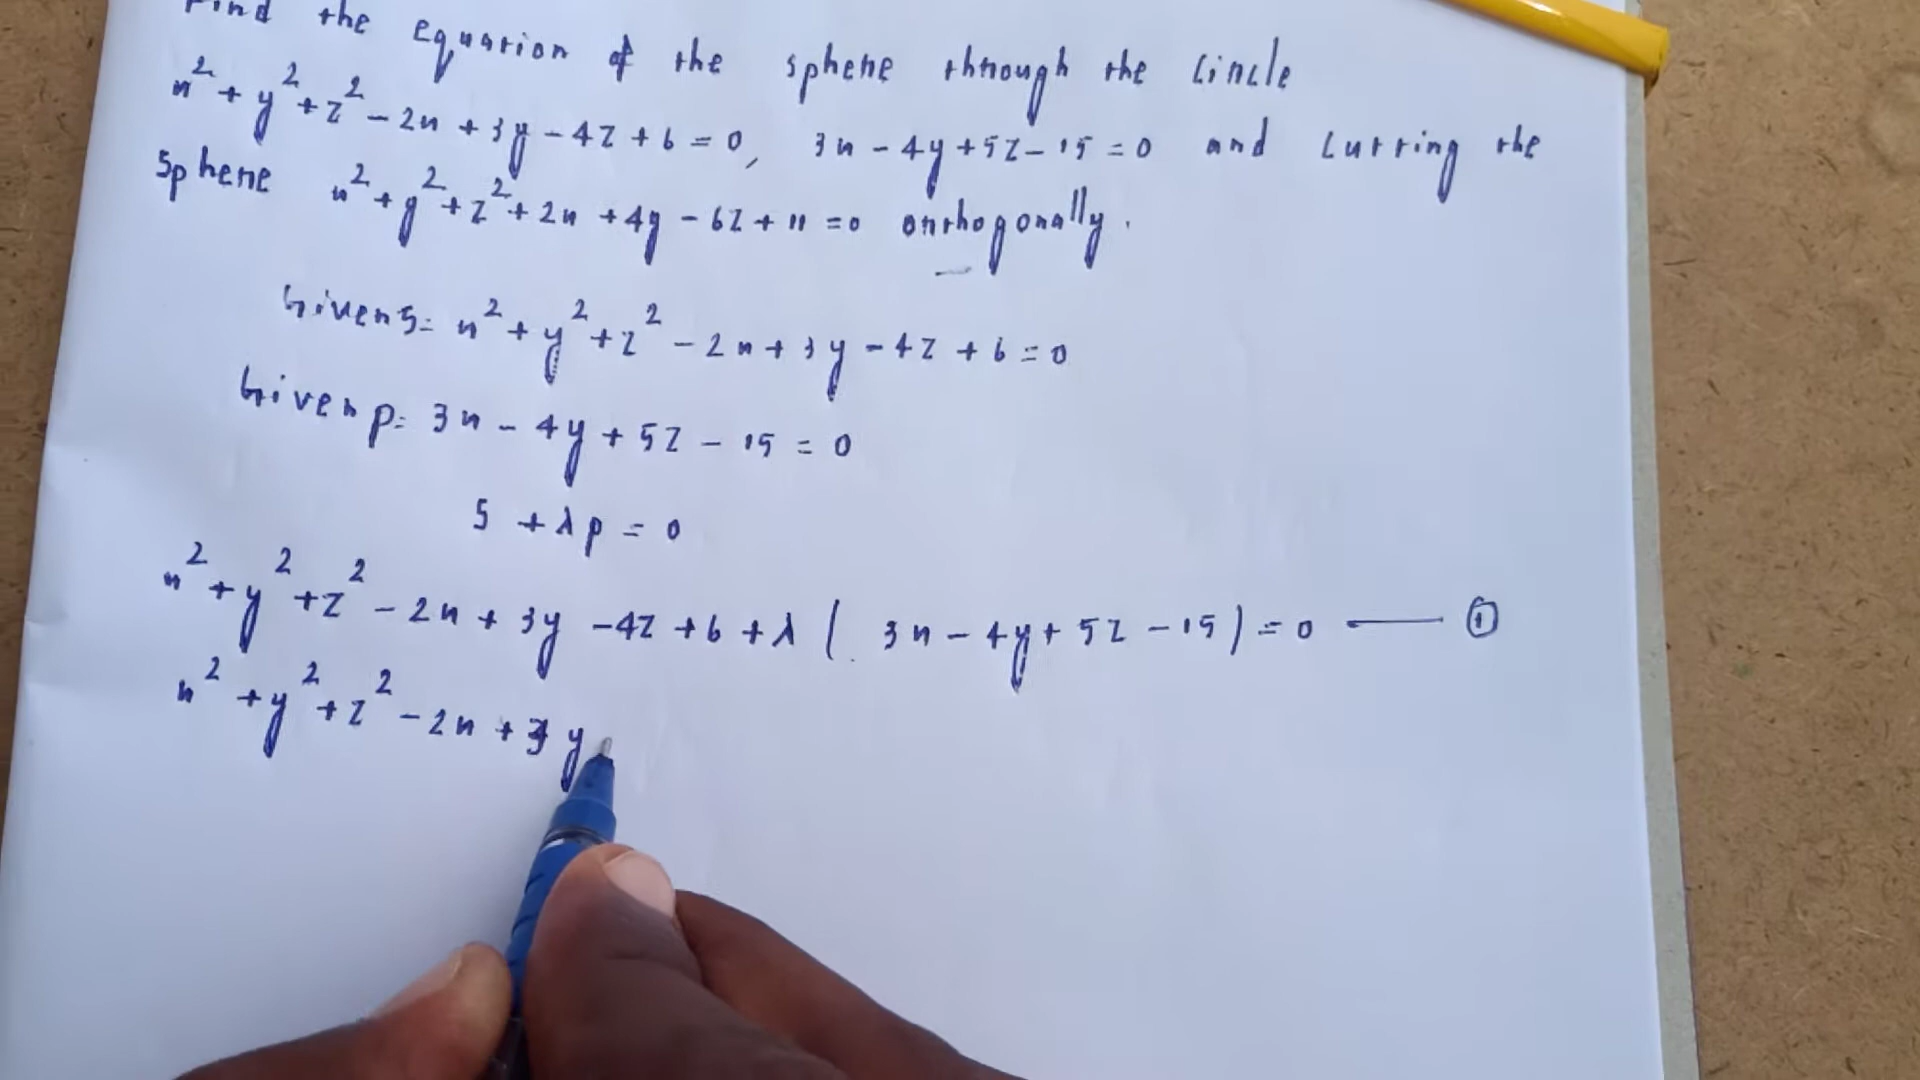 Find the equation of the sphere through the circle
x² + y² + z² - 2x + 3y - 4z + 6 = 0, 3x - 4y + 5z - 15 = 0 and cutting the
sphere x² + y² + z² + 2x + 4y - 6z + 11 = 0 orthogonally.
Given S = x² + y² + z² - 2x + 3y - 4z + 6 = 0
Given p = 3x - 4y + 5z - 15 = 0
S + λp = 0
x² + y² + z² - 2x + 3y - 4z + 6 + λ ( 3x - 4y + 5z - 15 ) = 0 — ①
x² + y² + z² - 2x + 3y